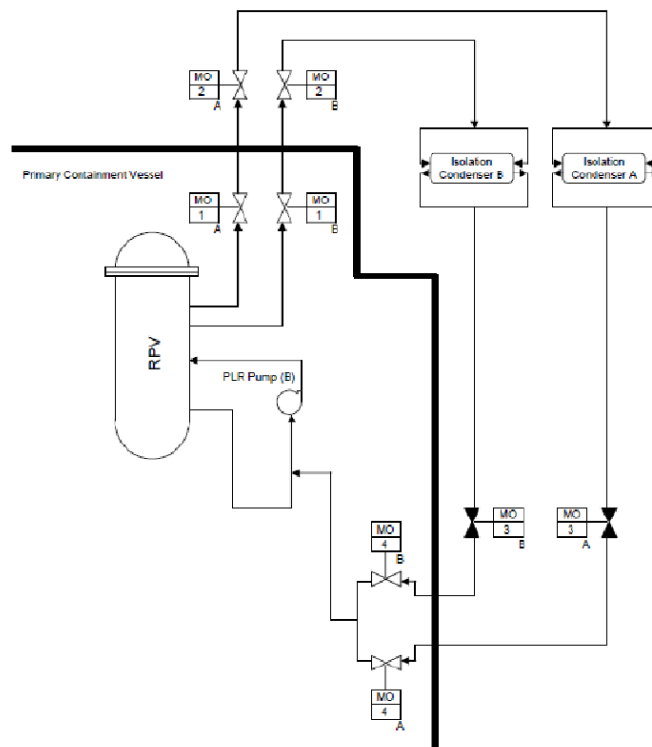 MO
2
A
MO
2
B
Primary Containment Vessel
Isolation
Condenser B
Isolation
Condenser A
MO
1
A
MO
1
B
RPV
PLR Pump (B)
MO
3
B
MO
3
A
MO
4
B
MO
4
A